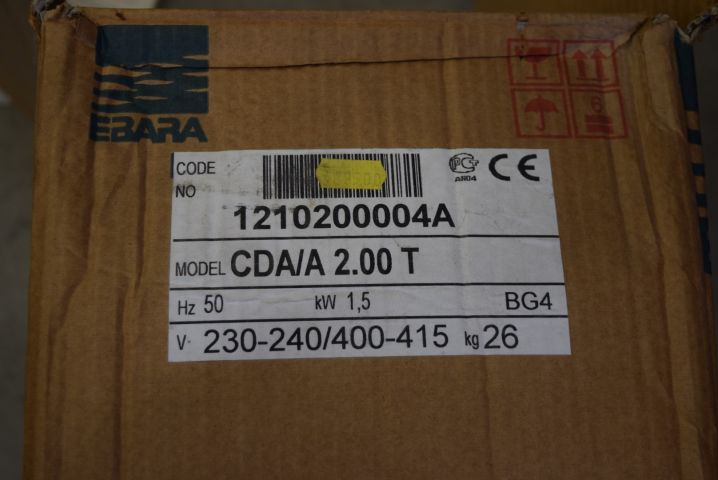 EBARA
6
CODE
NO
1210200004A
MODEL CDA/A 2.00 T
Hz 50 kW 1,5 BG4
V 230-240/400-415 kg 26
CE